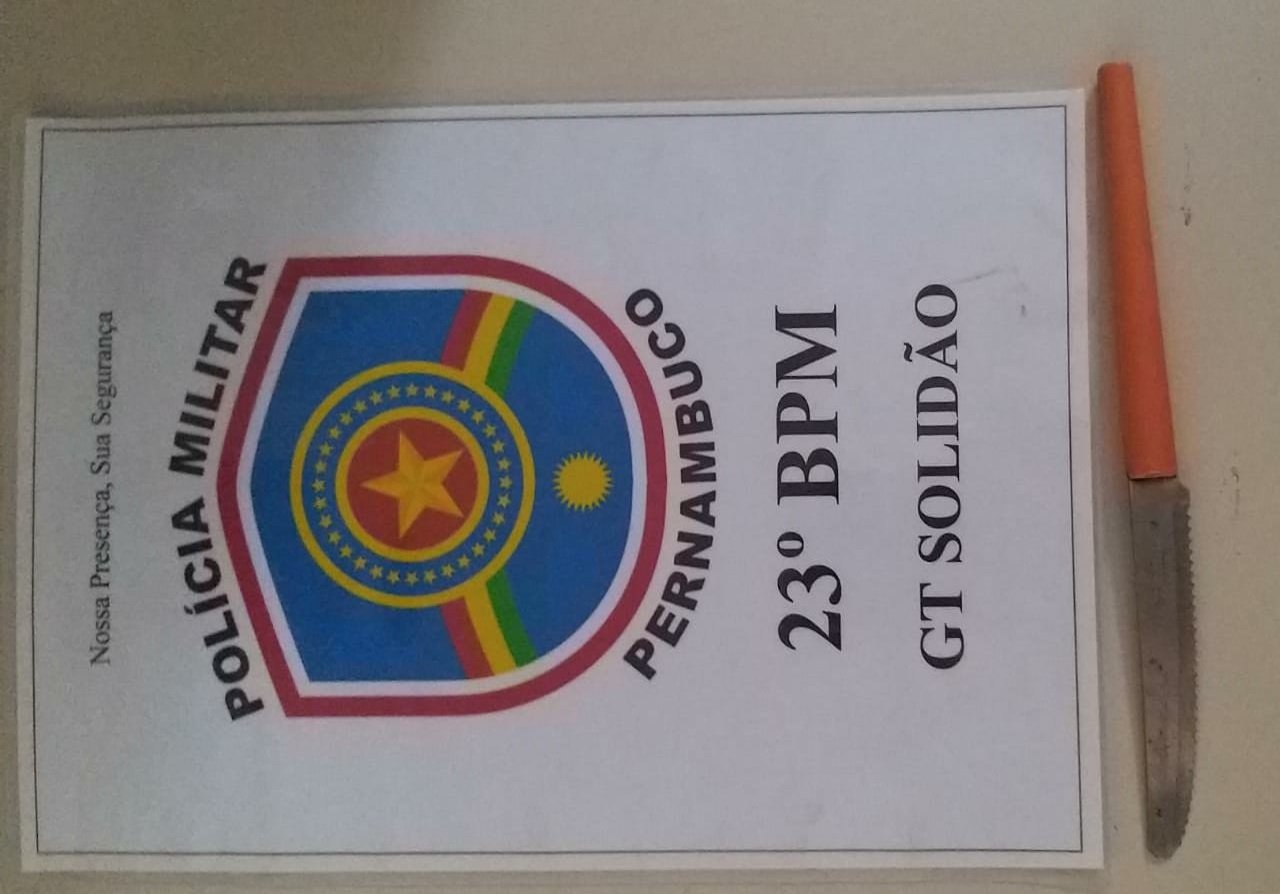 Nossa Presença, Sua Segurança
POLÍCIA MILITAR
PERNAMBUCO
23º BPM
GT SOLIDÃO